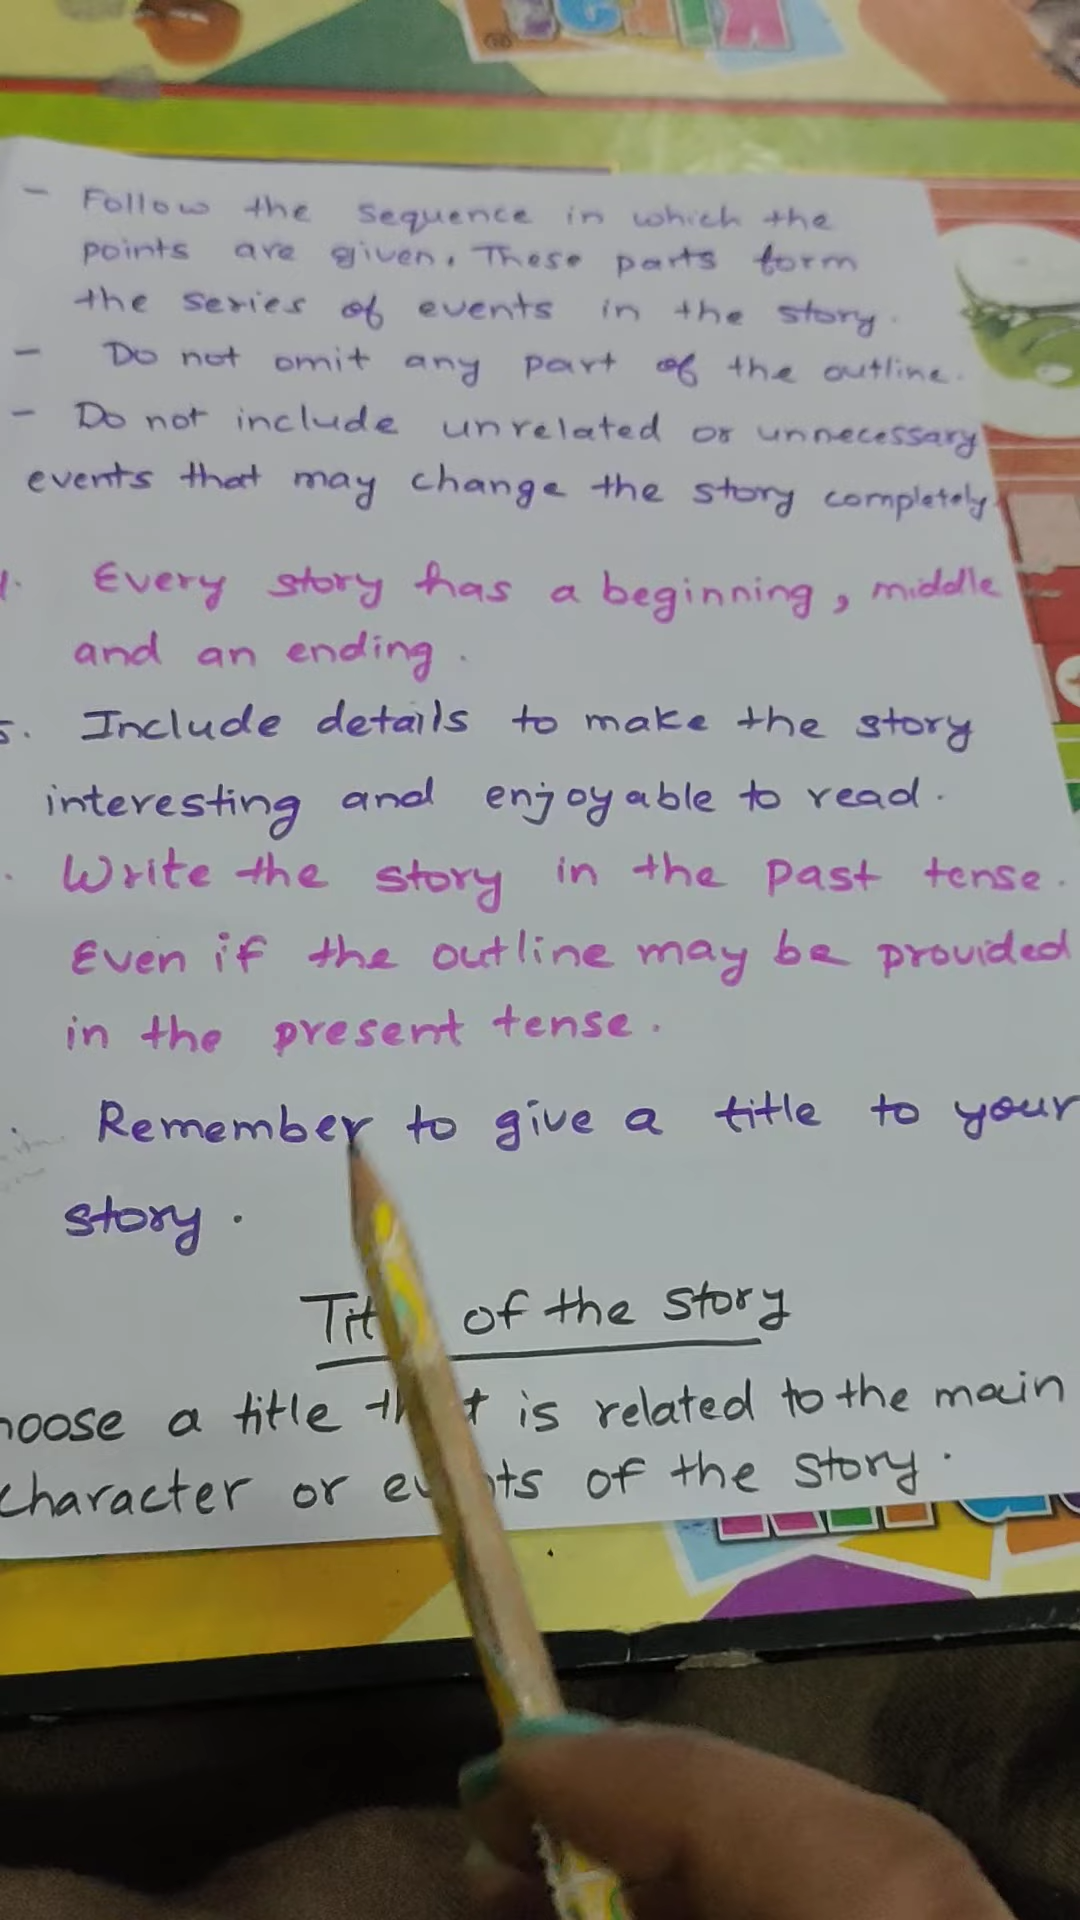 - Follow the sequence in which the
points are given. These parts form
the series of events in the story.
- Do not omit any part of the outline.
- Do not include unrelated or unnecessary
events that may change the story completely.
Every story has a beginning, middle
and an ending.
5. Include details to make the story
interesting and enjoyable to read.
. Write the story in the past tense.
Even if the outline may be provided
in the present tense.
. Remember to give a title to your
story.
of the story
a title is related to the main
character or of the story.